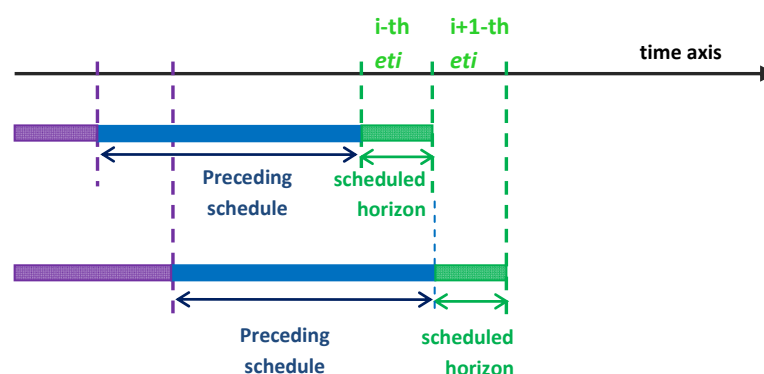 i-th i+1-th
eti eti
time axis
Preceding
schedule
scheduled
horizon
Preceding
schedule
scheduled
horizon